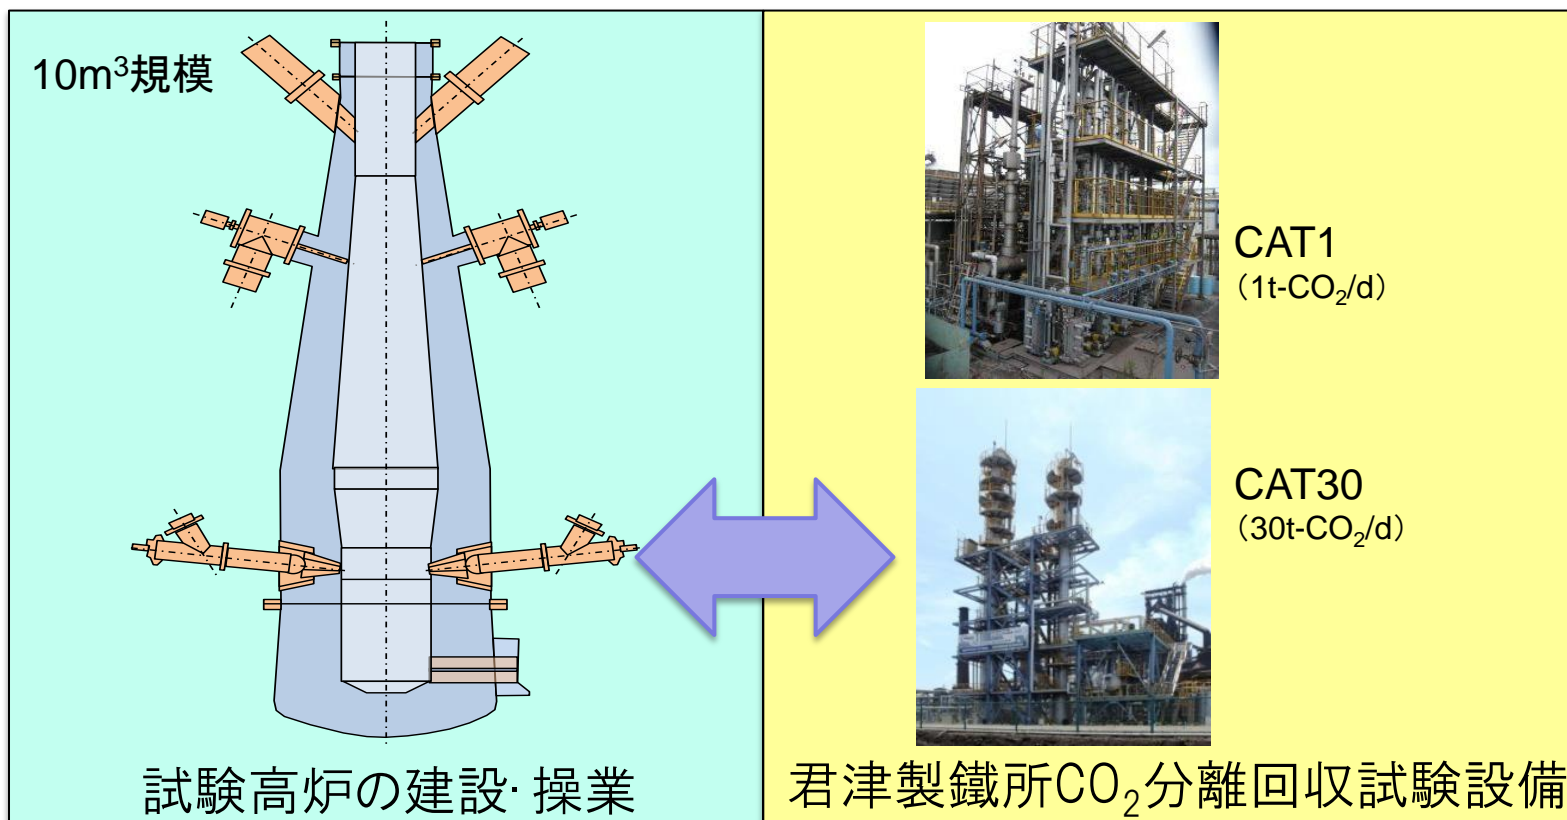 10m³規模
CAT1
（1t-CO₂/d）
CAT30
（30t-CO₂/d）
試験高炉の建設・操業
君津製鐵所CO₂分離回収試験設備